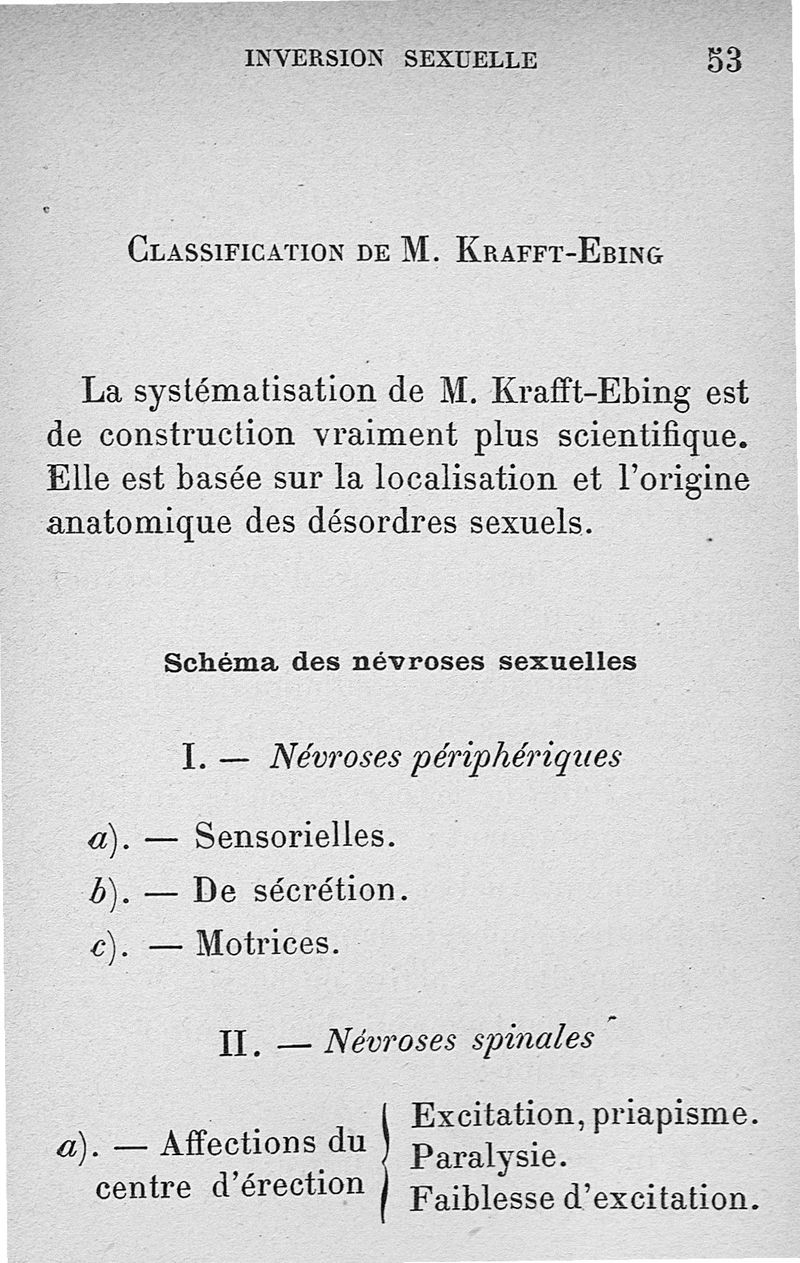 INVERSION SEXUELLE 53
CLASSIFICATION DE M. KRAFFT-EBING
La systématisation de M. Krafft-Ebing est
de construction vraiment plus scientifique.
Elle est basée sur la localisation et l'origine
anatomique des désordres sexuels.
Schéma des névroses sexuelles
I. — Névroses périphériques
a). — Sensorielles.
b). — De sécrétion.
c). — Motrices.
II. — Névroses spinales
a). — Affections du centre d'érection
Excitation, priapisme.
Paralysie.
Faiblesse d'excitation.